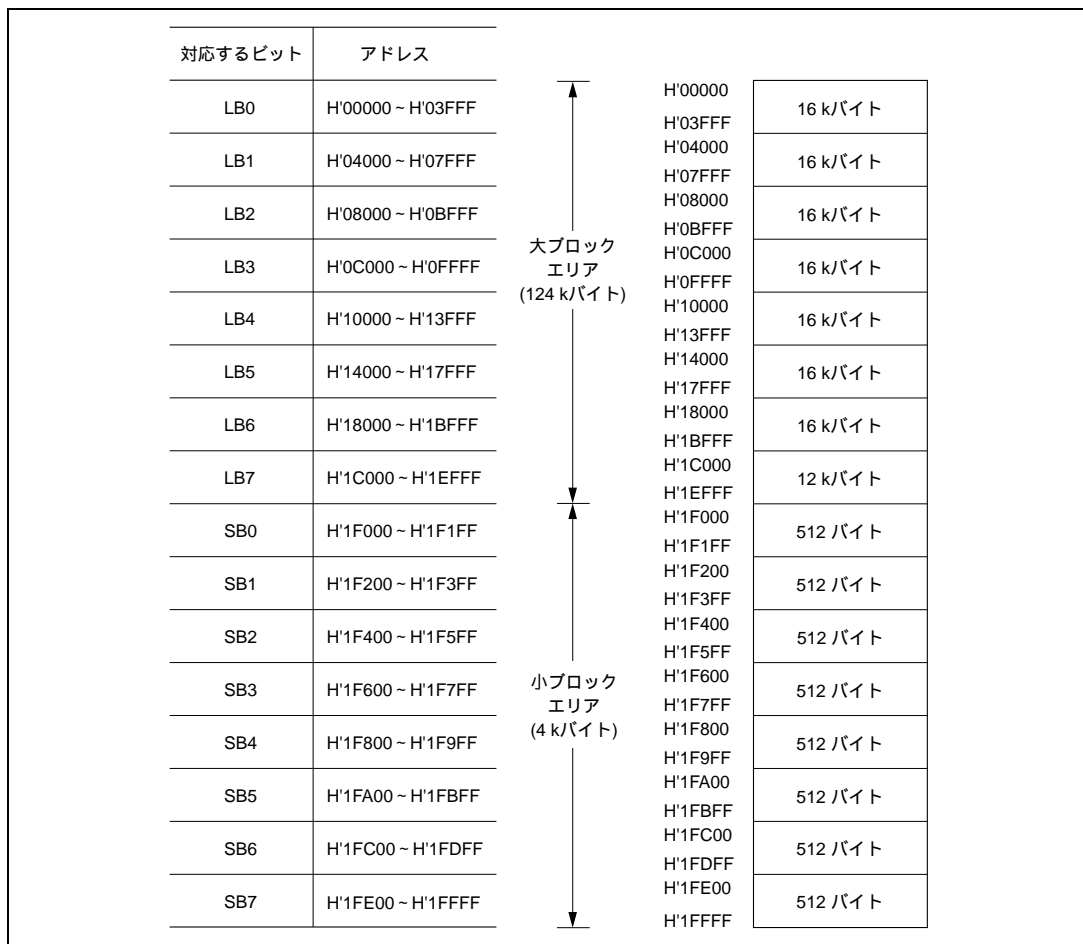 対応するビット アドレス
LB0 H'00000 ~ H'03FFF
LB1 H'04000 ~ H'07FFF
LB2 H'08000 ~ H'0BFFF
LB3 H'0C000 ~ H'0FFFF
LB4 H'10000 ~ H'13FFF
LB5 H'14000 ~ H'17FFF
LB6 H'18000 ~ H'1BFFF
LB7 H'1C000 ~ H'1EFFF
SB0 H'1F000 ~ H'1F1FF
SB1 H'1F200 ~ H'1F3FF
SB2 H'1F400 ~ H'1F5FF
SB3 H'1F600 ~ H'1F7FF
SB4 H'1F800 ~ H'1F9FF
SB5 H'1FA00 ~ H'1FBFF
SB6 H'1FC00 ~ H'1FDFF
SB7 H'1FE00 ~ H'1FFFF
大ブロック
エリア
(124 kバイト)
小ブロック
エリア
(4 kバイト)
H'00000
16 kバイト
H'03FFF
H'04000
16 kバイト
H'07FFF
H'08000
16 kバイト
H'0BFFF
H'0C000
16 kバイト
H'0FFFF
H'10000
16 kバイト
H'13FFF
H'14000
16 kバイト
H'17FFF
H'18000
16 kバイト
H'1BFFF
H'1C000
12 kバイト
H'1EFFF
H'1F000
512 バイト
H'1F1FF
H'1F200
512 バイト
H'1F3FF
H'1F400
512 バイト
H'1F5FF
H'1F600
512 バイト
H'1F7FF
H'1F800
512 バイト
H'1F9FF
H'1FA00
512 バイト
H'1FBFF
H'1FC00
512 バイト
H'1FDFF
H'1FE00
512 バイト
H'1FFFF